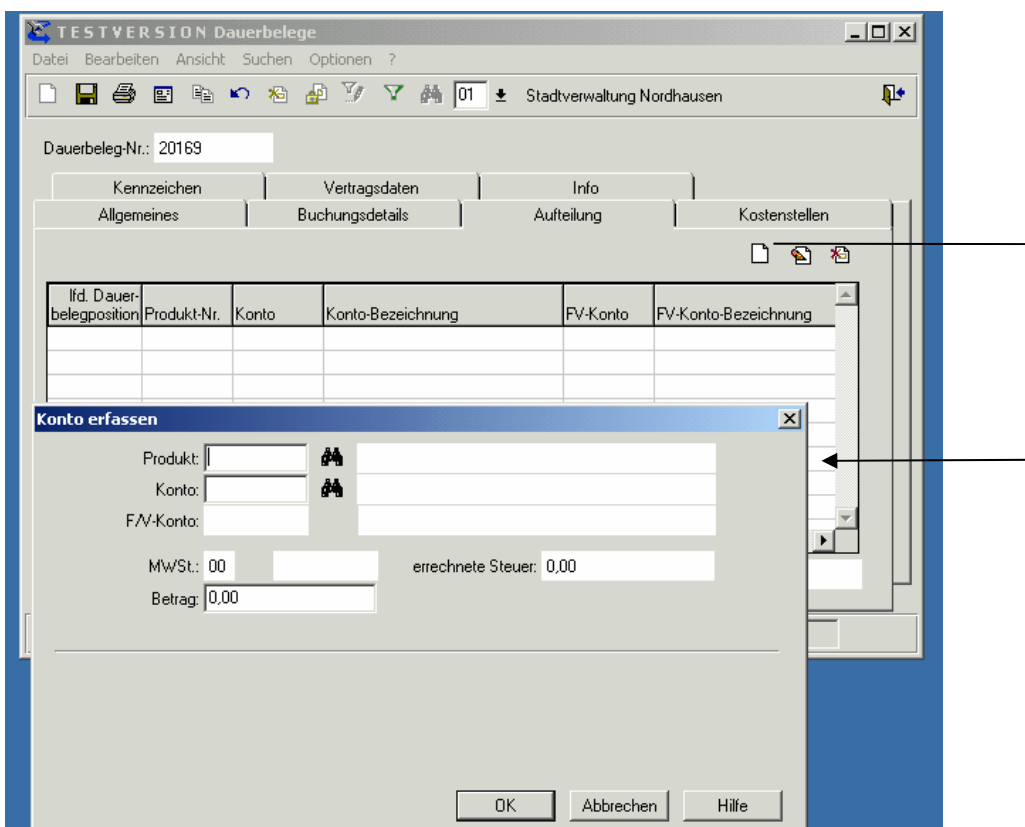 TESTVERSION Dauerbelege
Datei Bearbeiten Ansicht Suchen Optionen ?
01 Stadtverwaltung Nordhausen
Dauerbeleg-Nr.: 20169
Kennzeichen Vertragsdaten Info
Allgemeines Buchungsdetails Aufteilung Kostenstellen
lfd. Dauer-
belegposition Produkt-Nr. Konto Konto-Bezeichnung FV-Konto FV-Konto-Bezeichnung
Konto erfassen
Produkt:
Konto:
F/V-Konto:
MWSt.: 00 errechnete Steuer: 0,00
Betrag: 0,00
OK Abbrechen Hilfe